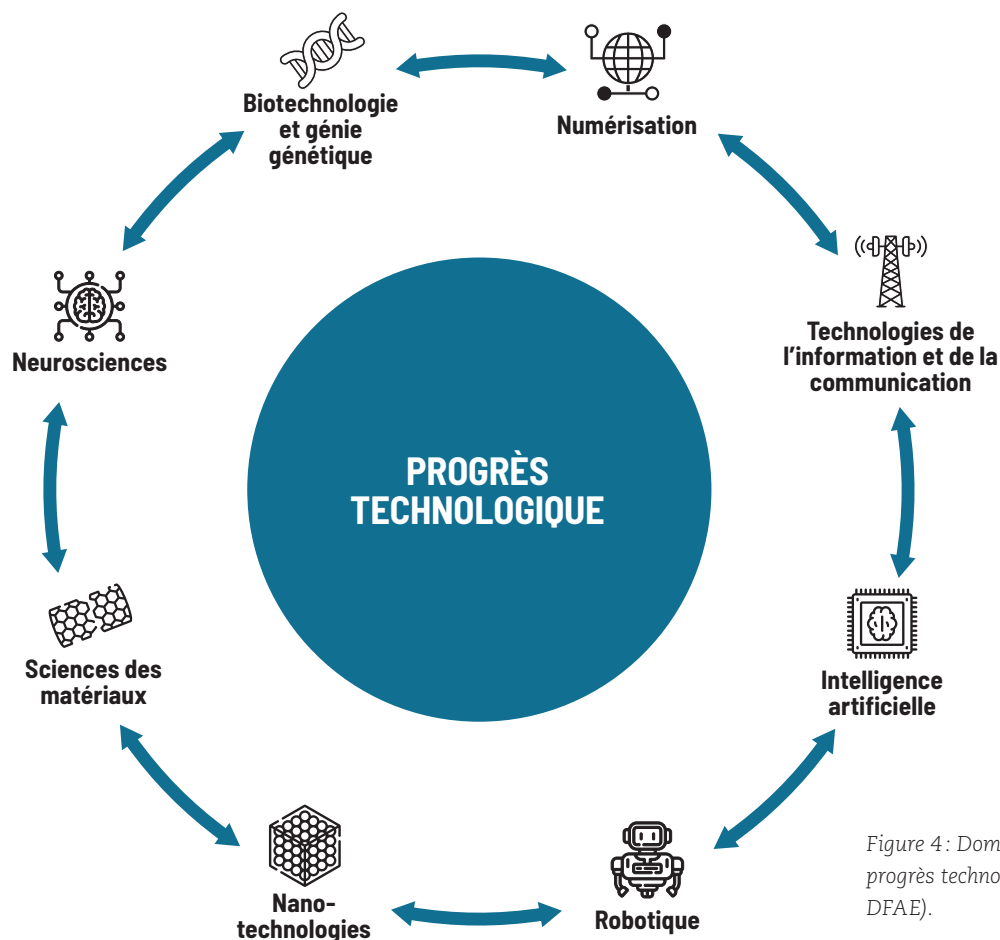 Biotechnologie
et génie
génétique
Numérisation
Technologies de
l’information et de la
communication
Intelligence
artificielle
Robotique
Nano-
technologies
Sciences des
matériaux
Neurosciences
PROGRÈS
TECHNOLOGIQUE
Figure 4 : Dom
progrès techno
DFAE).